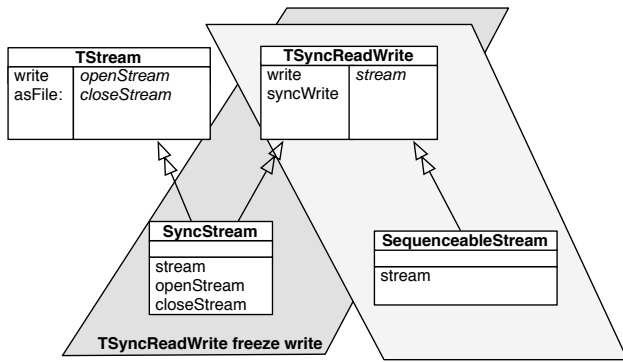 TStream
write openStream
asFile: closeStream
TSyncReadWrite
write stream
syncWrite
SyncStream
stream
openStream
closeStream
SequenceableStream
stream
TSyncReadWrite freeze write